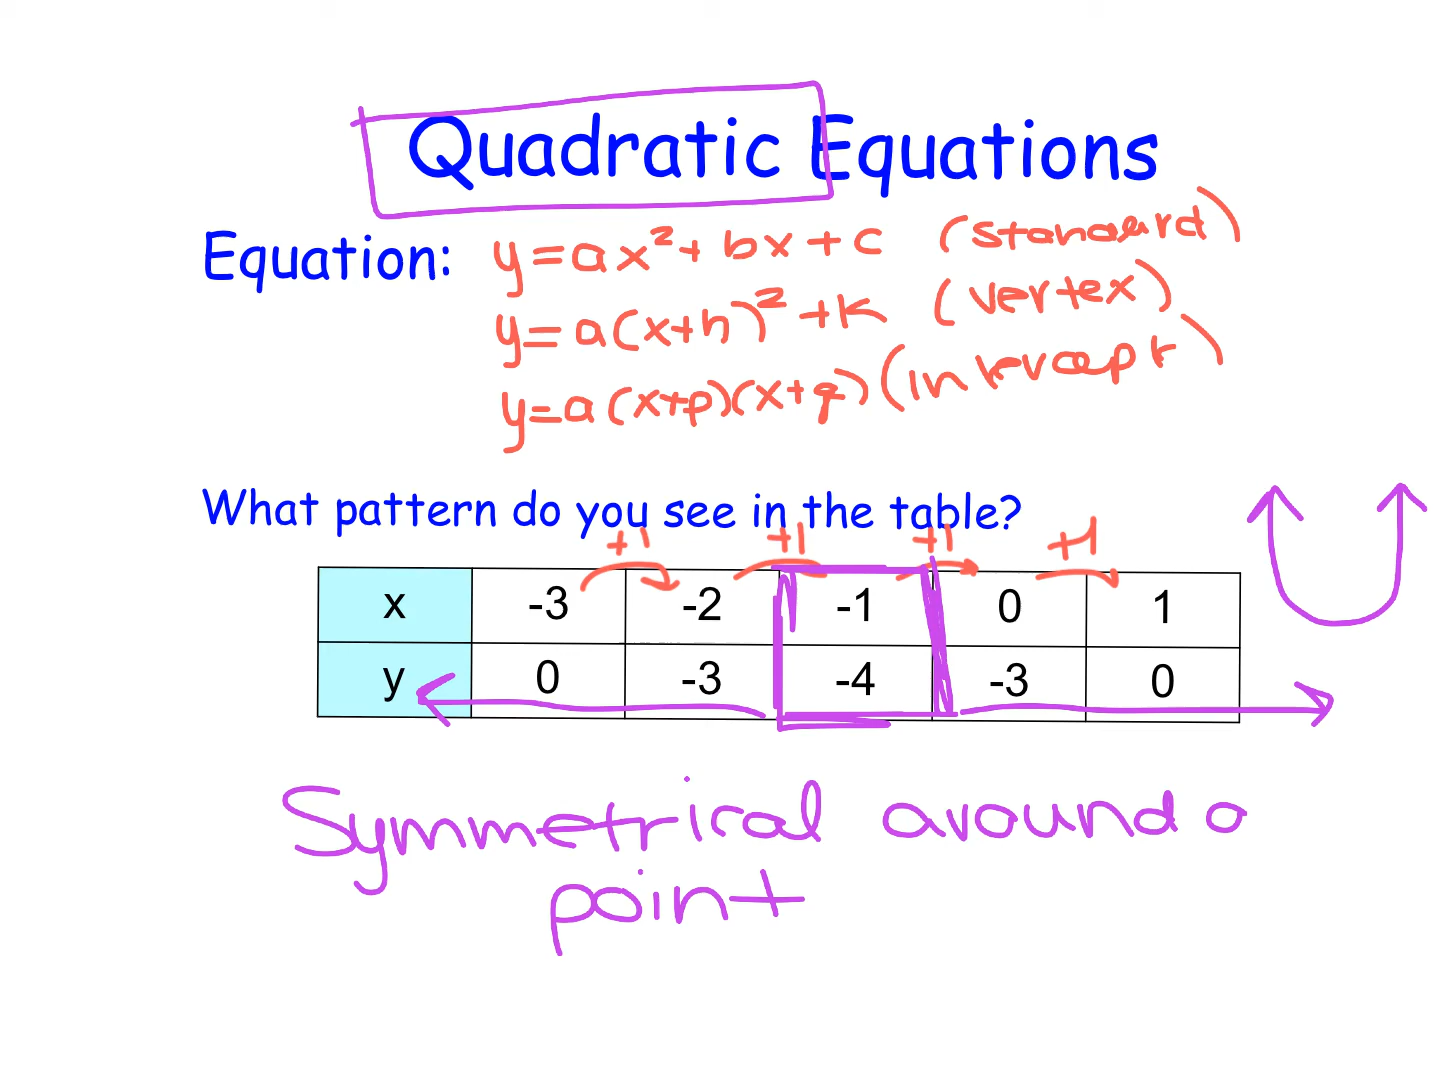 Quadratic Equations
Equation: y=ax²+bx+c (standard)
y=a(x+h)²+k (vertex)
y=a(x+p)(x+q) (intercept)
What pattern do you see in the table?
+1 +1 +1 +1
x -3 -2 -1 0 1
y 0 -3 -4 -3 0
Symmetrical around a
point